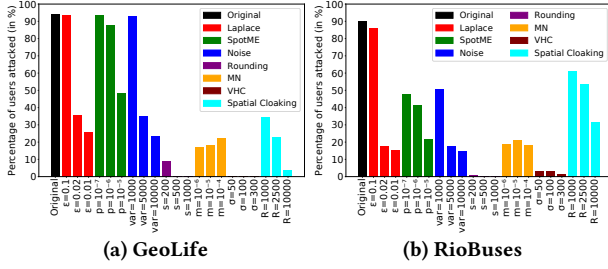 Percentage of users attacked (in %)
100
90
80
70
60
50
40
30
20
10
0
Original
Laplace
SpotME
Noise
Rounding
MN
VHC
Spatial Cloaking
Original
ε=0.1
ε=0.02
ε=0.01
p=10⁻⁷
p=10⁻⁶
p=10⁻⁵
var=1000
var=5000
var=10000
s=200
s=500
s=1000
m=10⁻⁶
m=10⁻⁵
m=10⁻⁴
σ=50
σ=100
σ=300
R=1000
R=2500
R=10000
(a) GeoLife
Percentage of users attacked (in %)
100
90
80
70
60
50
40
30
20
10
0
Original
Laplace
SpotME
Noise
Rounding
MN
VHC
Spatial Cloaking
Original
ε=0.1
ε=0.02
ε=0.01
p=10⁻⁷
p=10⁻⁶
p=10⁻⁵
var=1000
var=5000
var=10000
s=200
s=500
s=1000
m=10⁻⁶
m=10⁻⁵
m=10⁻⁴
σ=50
σ=100
σ=300
R=1000
R=2500
R=10000
(b) RioBuses